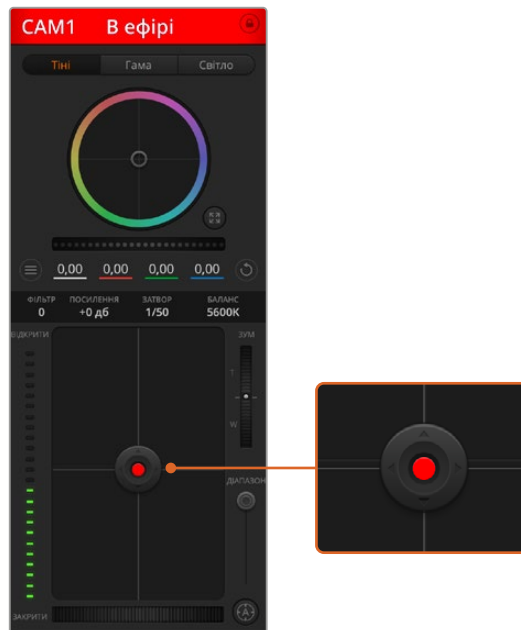 CAM1 В ефірі
Тіні Гама Світло
0,00 0,00 0,00 0,00
ФІЛЬТР ПОСИЛЕННЯ ЗАТВОР БАЛАНС
0 +0 дб 1/50 5600K
ВІДКРИТИ ЗУМ
T
W
ДІАПАЗОН
ЗАКРИТИ A